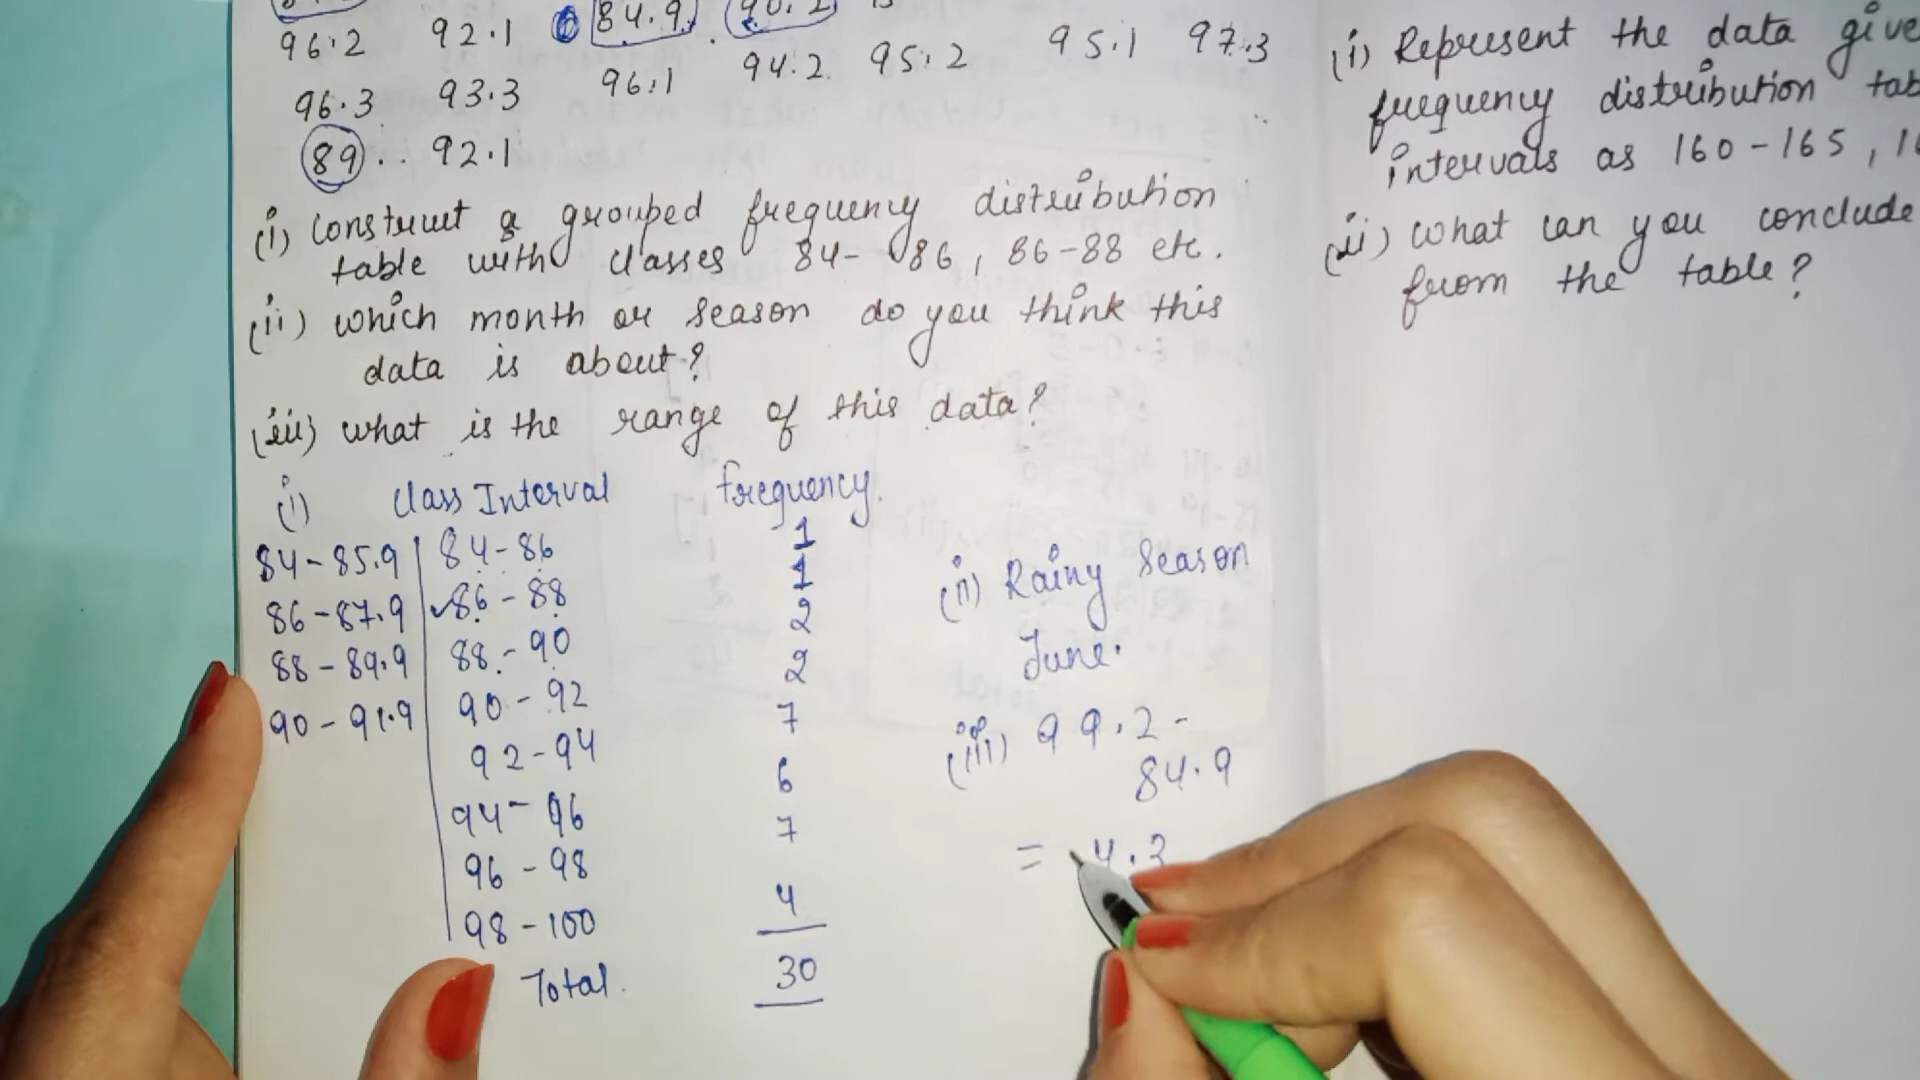 84.9 90.2
96.2 92.1 94.2 95.2 95.1 97.3
96.3 93.3 96.1
89 .. 92.1
(i) construct a grouped frequency distribution
table with classes 84- 86, 86-88 etc.
(ii) which month or season do you think this
data is about?
(iii) what is the range of this data?
(i) Class Interval frequency.
84-85.9 84-86 1
86-87.9 86-88 1
88-89.9 88-90 2
90-91.9 90-92 2
92-94 7
94-96 6
96-98 7
98-100 4
Total. 30
(ii) Rainy Season
June.
(iii) 99.2 -
84.9
= 4.3
(i) Represent the data give
frequency distribution tab
intervals as 160-165, 1
(ii) what can you conclude
from the table?